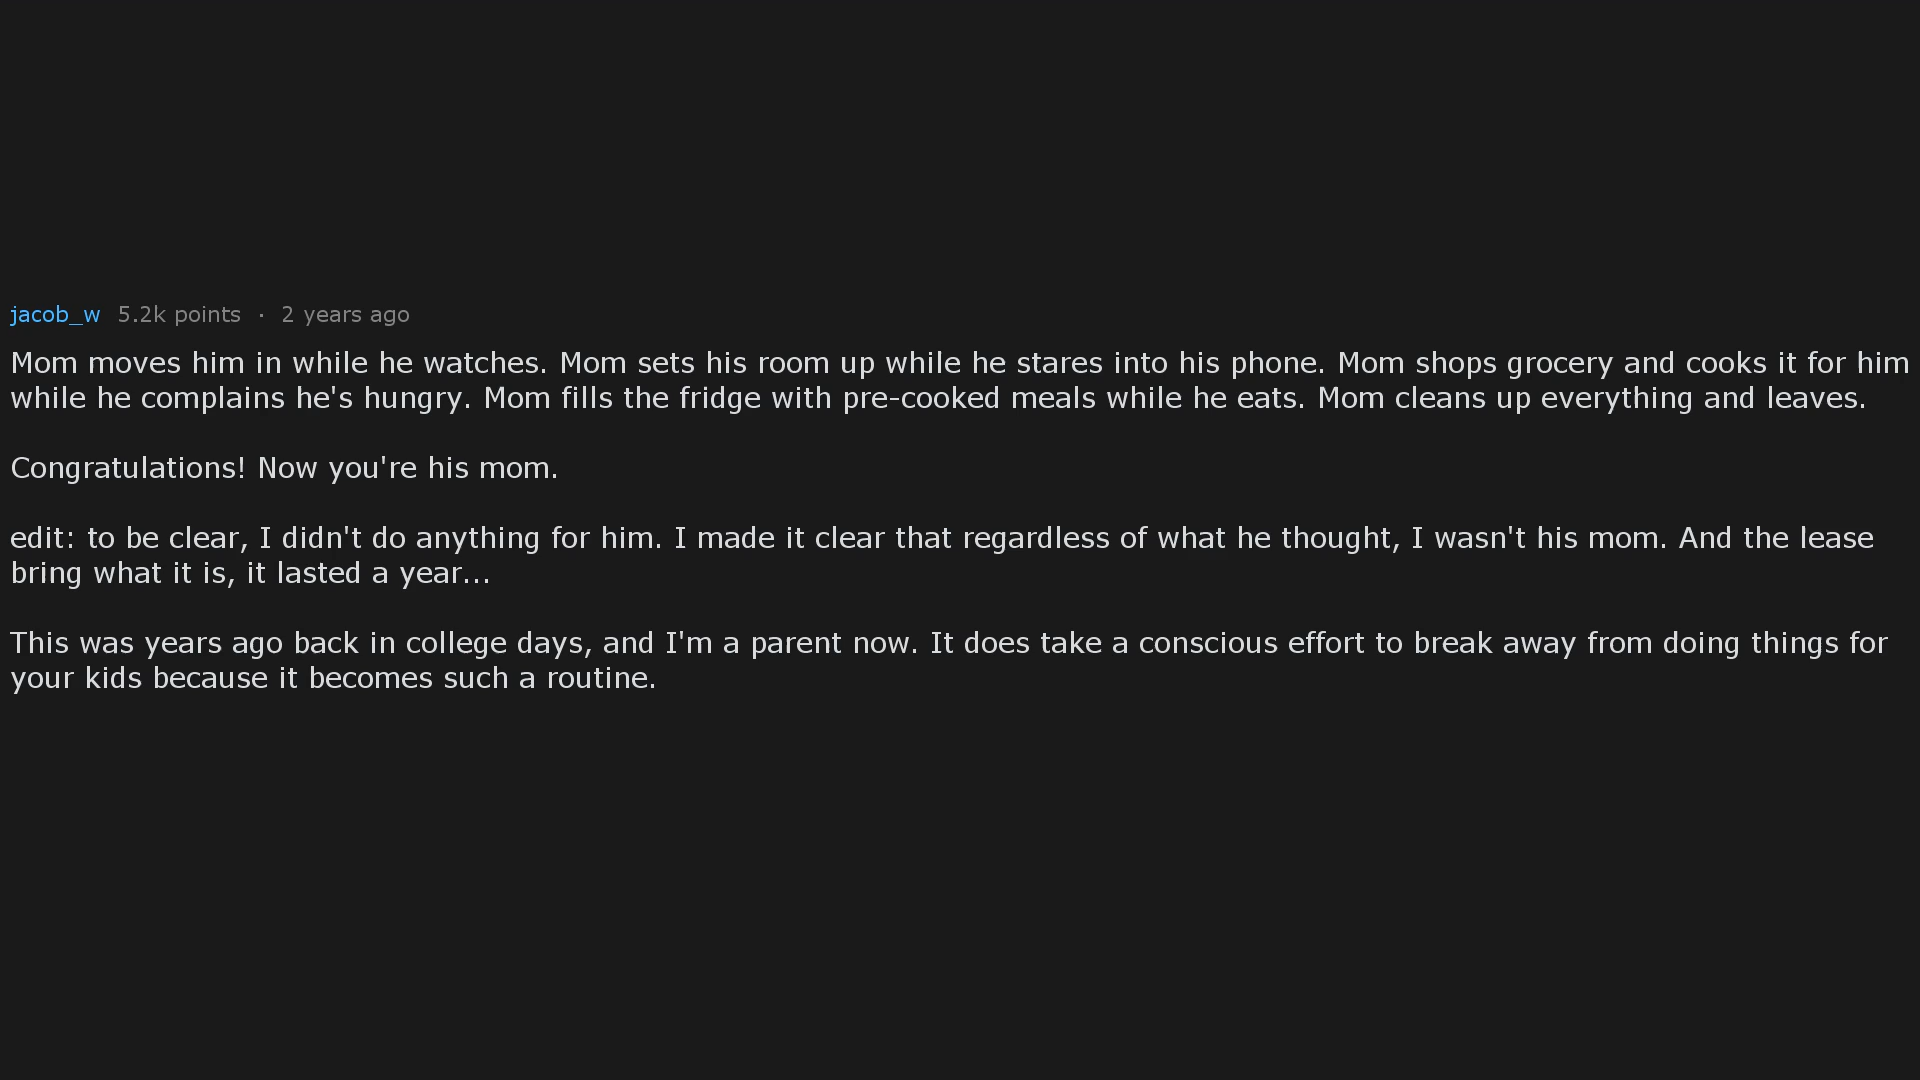 jacob_w 5.2k points · 2 years ago
Mom moves him in while he watches. Mom sets his room up while he stares into his phone. Mom shops grocery and cooks it for him
while he complains he's hungry. Mom fills the fridge with pre-cooked meals while he eats. Mom cleans up everything and leaves.
Congratulations! Now you're his mom.
edit: to be clear, I didn't do anything for him. I made it clear that regardless of what he thought, I wasn't his mom. And the lease
bring what it is, it lasted a year...
This was years ago back in college days, and I'm a parent now. It does take a conscious effort to break away from doing things for
your kids because it becomes such a routine.